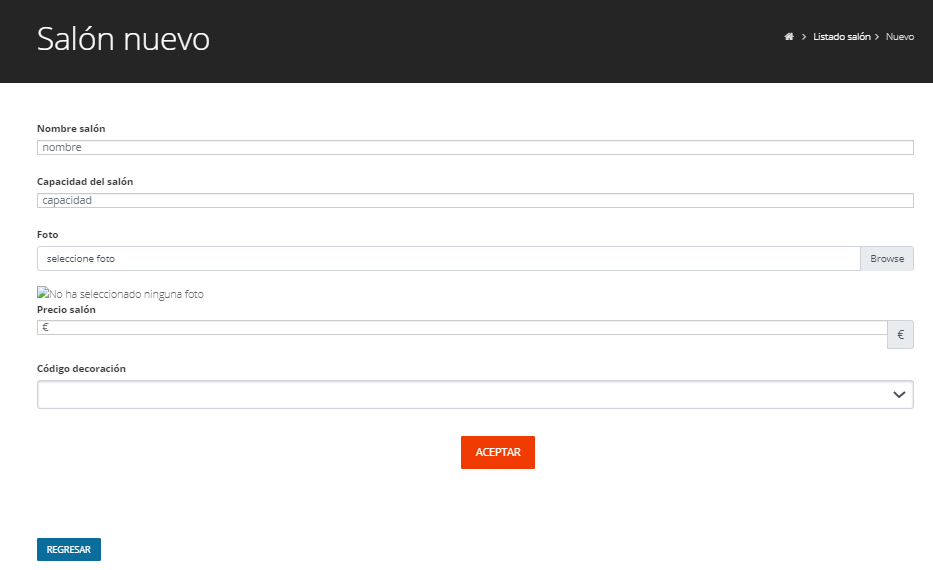 Salón nuevo
Listado salón
Nuevo
Nombre salón
nombre
Capacidad del salón
capacidad
Foto
seleccione foto
Browse
No ha seleccionado ninguna foto
Precio salón
€
€
Código decoración
ACEPTAR
REGRESAR